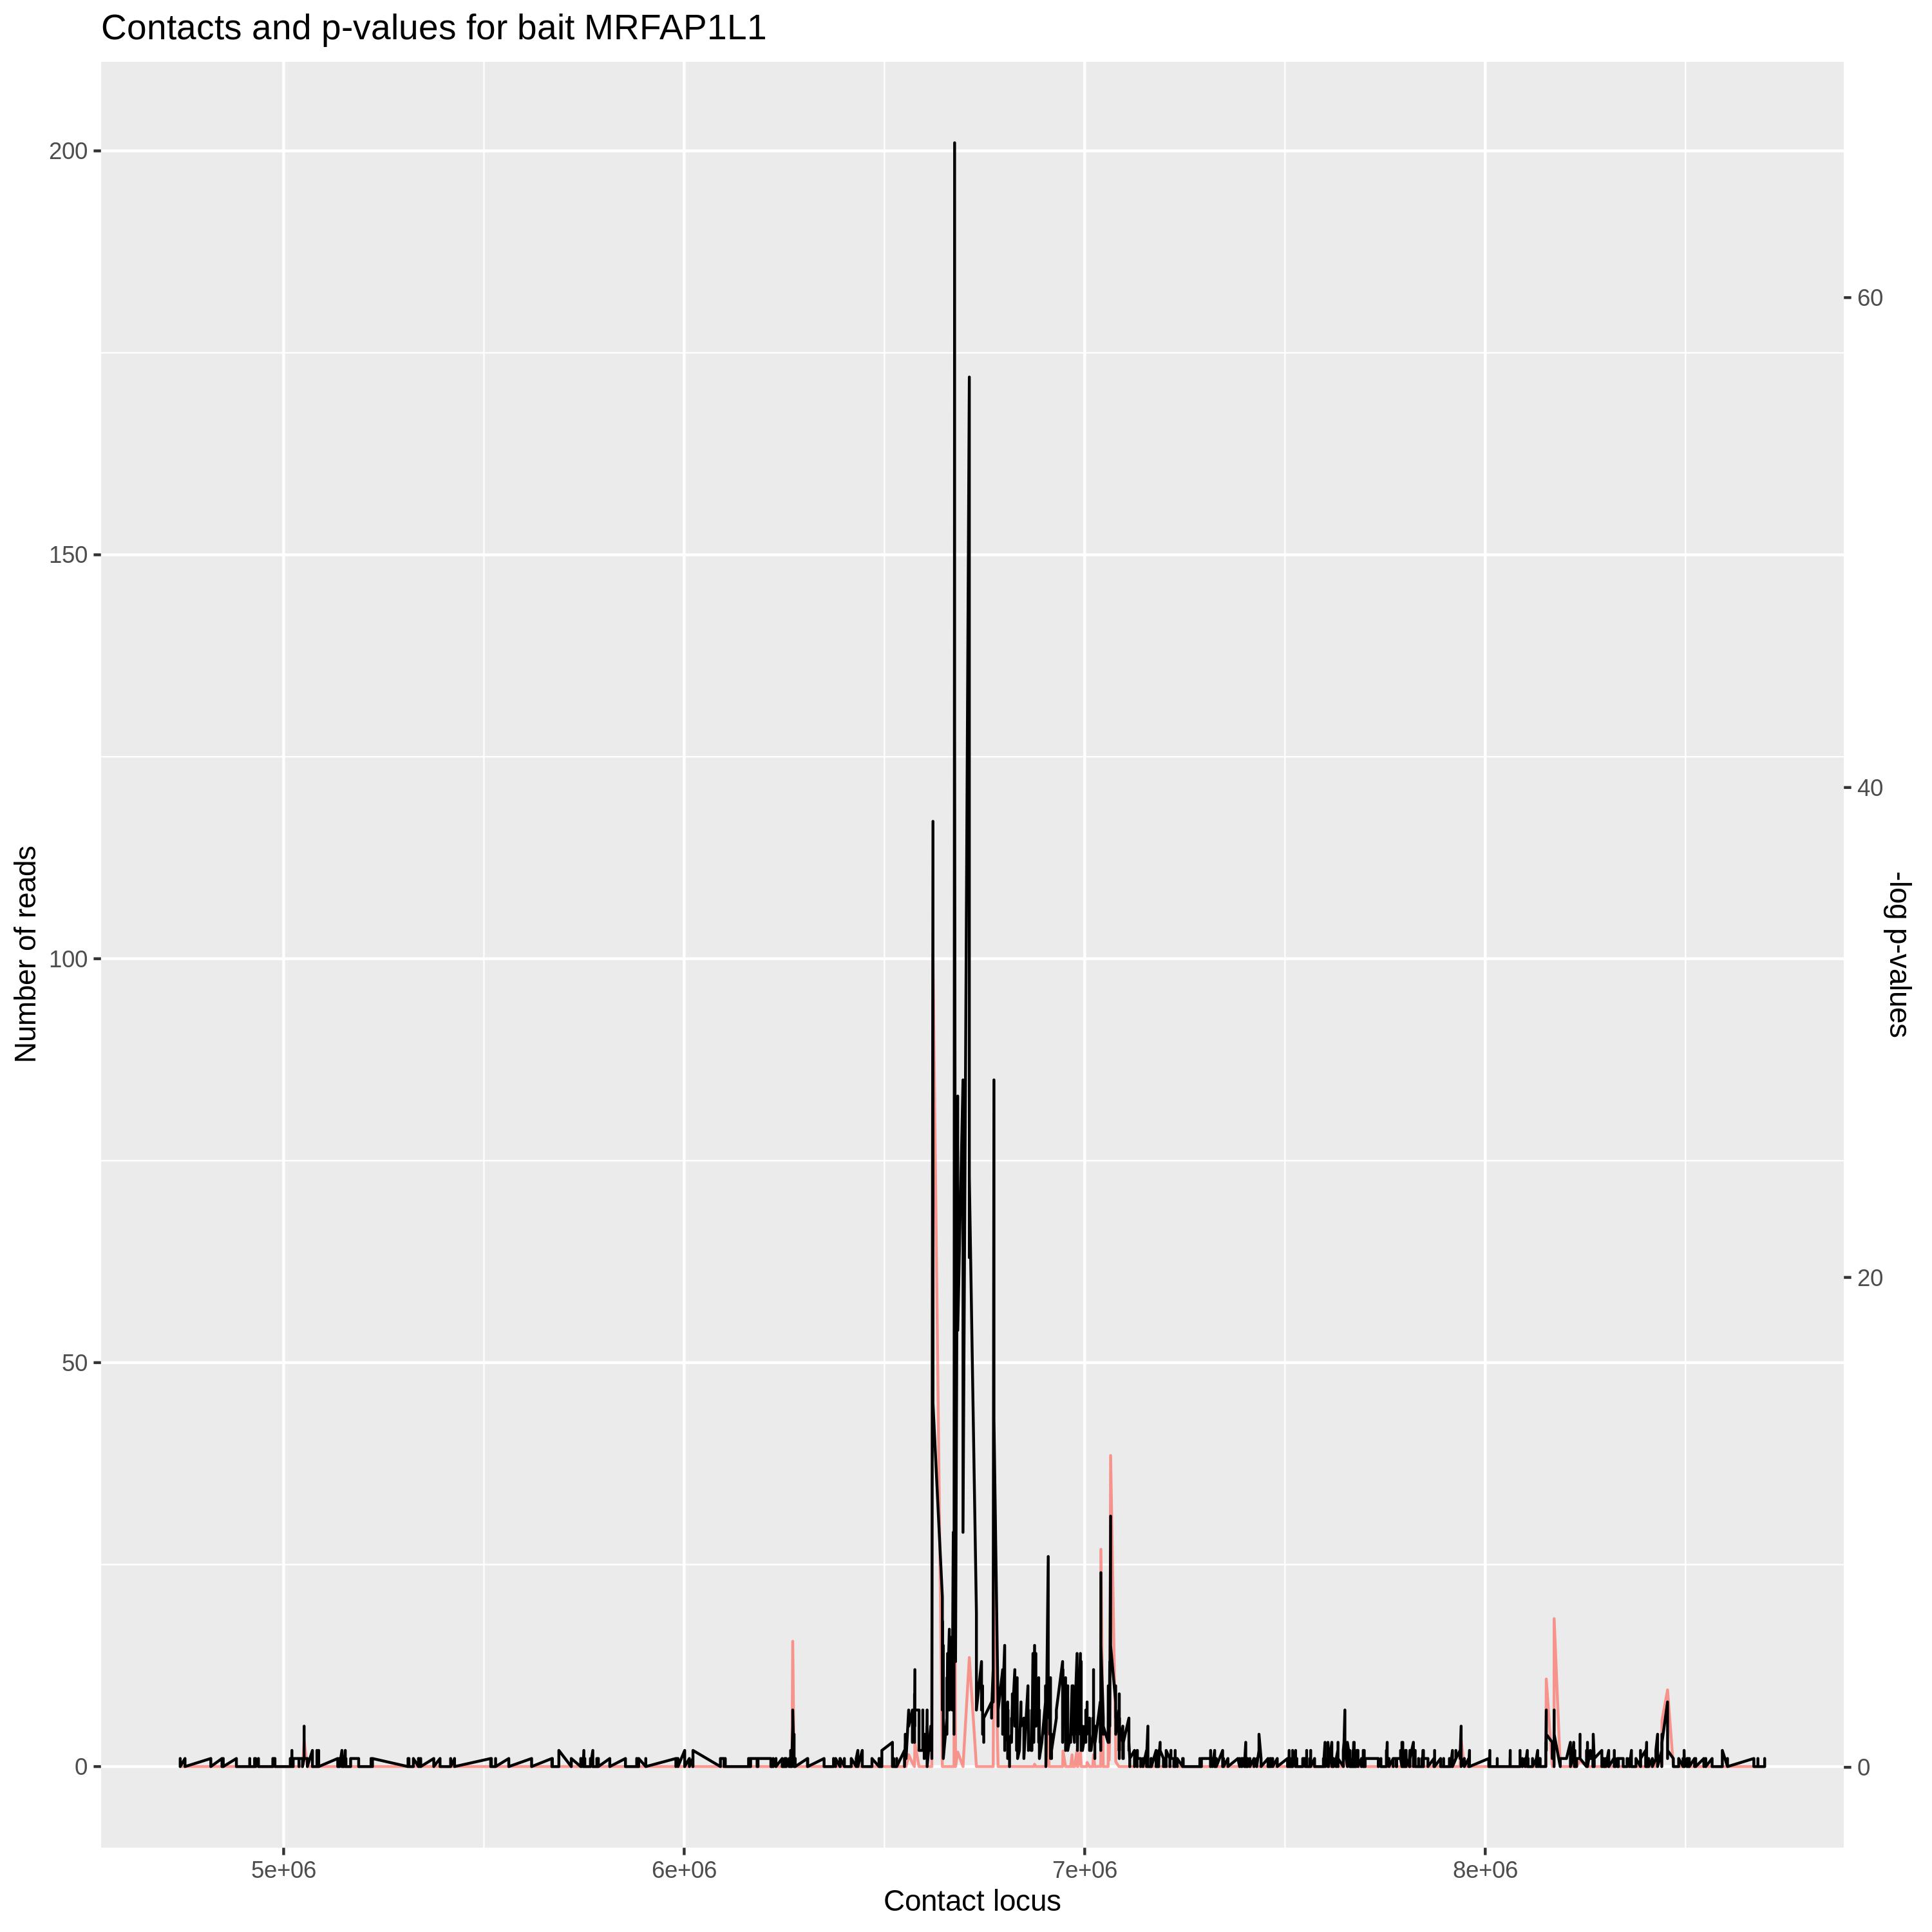 Contacts and p-values for bait MRFAP1L1
200
150
100
50
0
Number of reads
60
40
20
0
-log p-values
5e+06 6e+06 7e+06 8e+06
Contact locus